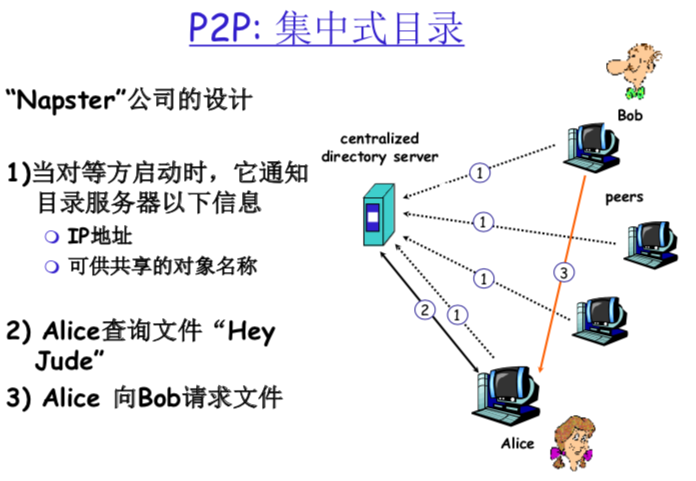 P2P: 集中式目录
“Napster”公司的设计
1)当对等方启动时，它通知
目录服务器以下信息
IP地址
可供共享的对象名称
2) Alice查询文件“Hey
Jude”
3) Alice 向Bob请求文件
centralized
directory server
Bob
peers
1
1
1
3
2
1
Alice